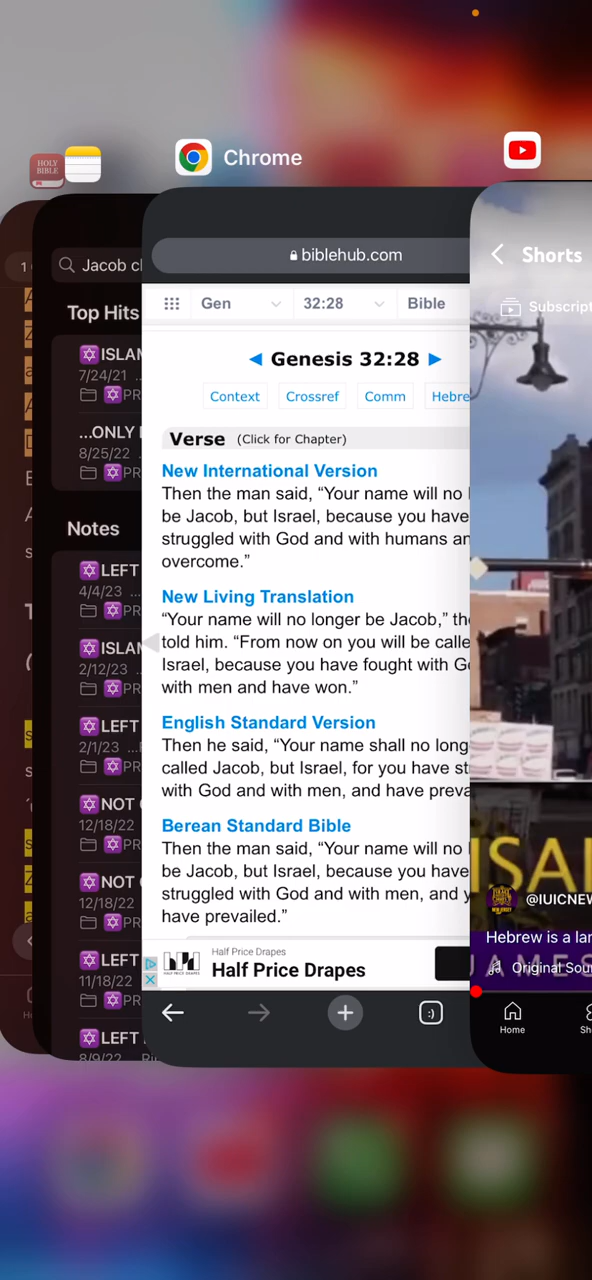 HOLY
BIBLE
Chrome
biblehub.com
Jacob
Gen
32:28
Bible
Shorts
Top Hits
ISLAM
7/24/21 ...
PR
...ONLY
8/25/22 ...
PR
Notes
LEFT
4/4/23 ...
PR
2/12/23 ...
PR
LEFT
2/1/23
PR
NOT
12/18/22
PR
NOT
12/18/22
PR
LEFT
11/18/22
PR
LEFT
8/9/22
Genesis 32:28
Context
Crossref
Comm
Hebre
Verse (Click for Chapter)
New International Version
Then the man said, “Your name will no
be Jacob, but Israel, because you have
struggled with God and with humans an
overcome.”
New Living Translation
“Your name will no longer be Jacob,” the
told him. “From now on you will be calle
Israel, because you have fought with G
with men and have won.”
English Standard Version
Then he said, “Your name shall no long
called Jacob, but Israel, for you have st
with God and with men, and have preva
Berean Standard Bible
Then the man said, “Your name will no
be Jacob, but Israel, because you have
struggled with God and with men, and y
have prevailed.”
HALF PRICE DRAPES
Half Price Drapes
Half Price Drapes
:)
Subscript
@IUICNEW
Hebrew is a lar
JAMES
Original Sou
Home
Sh